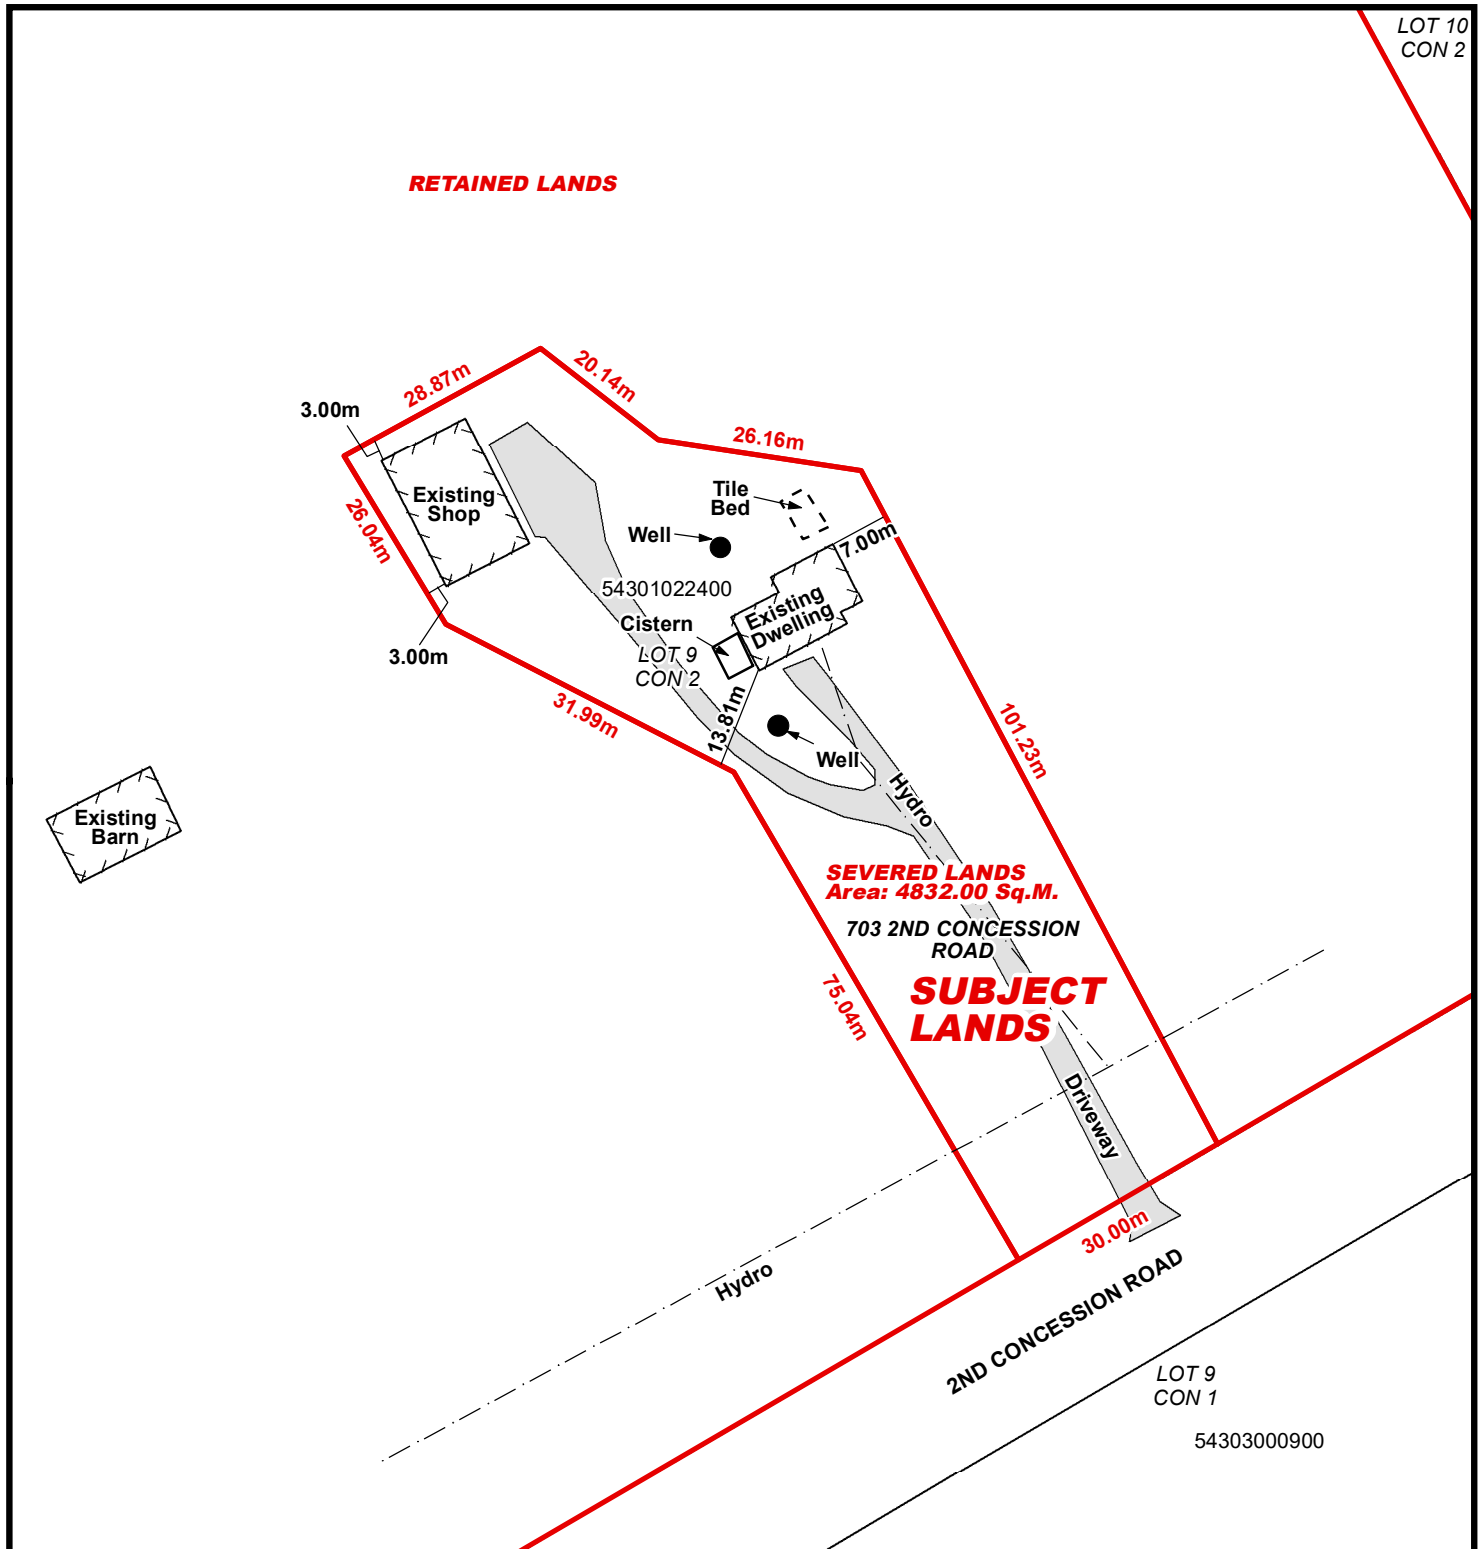 LOT 10
CON 2
RETAINED LANDS
28.87m
20.14m
3.00m
26.16m
Existing
Shop
Tile
Bed
26.04m
Well
7.00m
54301022400
Existing
Dwelling
Cistern
LOT 9
CON 2
3.00m
31.99m
13.81m
Well
101.23m
Hydro
Existing
Barn
SEVERED LANDS
Area: 4832.00 Sq.M.
703 2ND CONCESSION
ROAD
SUBJECT
LANDS
75.04m
Driveway
30.00m
Hydro
2ND CONCESSION ROAD
LOT 9
CON 1
54303000900